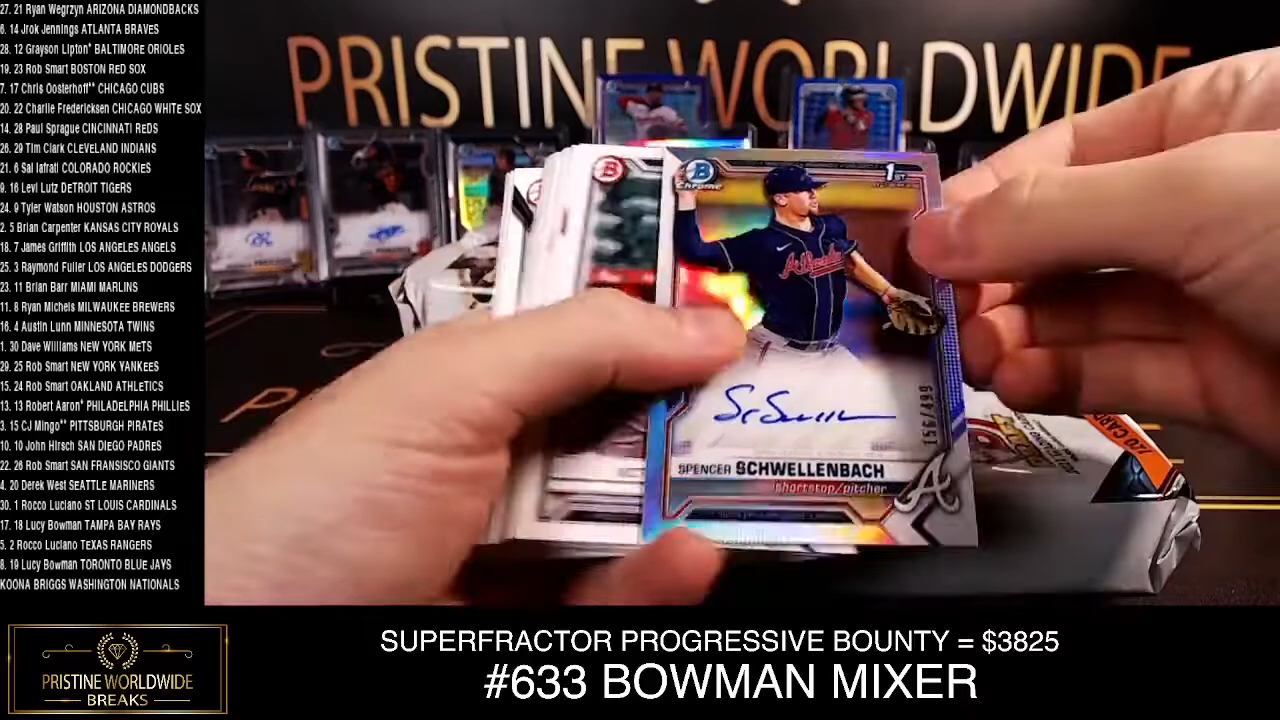 27. 21 Ryan Wegrzyn ARIZONA DIAMONDBACKS
6. 14 Jrok Jennings ATLANTA BRAVES
28. 12 Grayson Lipton* BALTIMORE ORIOLES
19. 23 Rob Smart BOSTON RED SOX
7. 17 Chris Oosterhoff** CHICAGO CUBS
20. 22 Charlie Fredericksen CHICAGO WHITE SOX
14. 28 Paul Sprague CINCINNATI REDS
26. 29 Tim Clark CLEVELAND INDIANS
21. 6 Sal Iafrati COLORADO ROCKIES
9. 16 Levi Lutz DETROIT TIGERS
24. 9 Tyler Watson HOUSTON ASTROS
2. 5 Brian Carpenter KANSAS CITY ROYALS
18. 7 James Griffith LOS ANGELES ANGELS
25. 3 Raymond Fuller LOS ANGELES DODGERS
23. 11 Brian Barr MIAMI MARLINS
11. 8 Ryan Michels MILWAUKEE BREWERS
16. 4 Austin Lunn MINNESOTA TWINS
1. 30 Dave Williams NEW YORK METS
29. 25 Rob Smart NEW YORK YANKEES
15. 24 Rob Smart OAKLAND ATHLETICS
13. 13 Robert Aaron* PHILADELPHIA PHILLIES
3. 15 CJ Mingo** PITTSBURGH PIRATES
10. 10 John Hirsch SAN DIEGO PADRES
22. 26 Rob Smart SAN FRANSISCO GIANTS
4. 20 Derek West SEATTLE MARINERS
30. 1 Rocco Luciano ST LOUIS CARDINALS
17. 18 Lucy Bowman TAMPA BAY RAYS
5. 2 Rocco Luciano TEXAS RANGERS
8. 19 Lucy Bowman TORONTO BLUE JAYS
KOONA BRIGGS WASHINGTON NATIONALS
PRISTINE WORLDWIDE
B
B
Chrome
1ST
Braves
156/499
SPENCER SCHWELLENBACH
shortstop/pitcher
A
PRISTINE WORLDWIDE
BREAKS
SUPERFRACTOR PROGRESSIVE BOUNTY = $3825
#633 BOWMAN MIXER